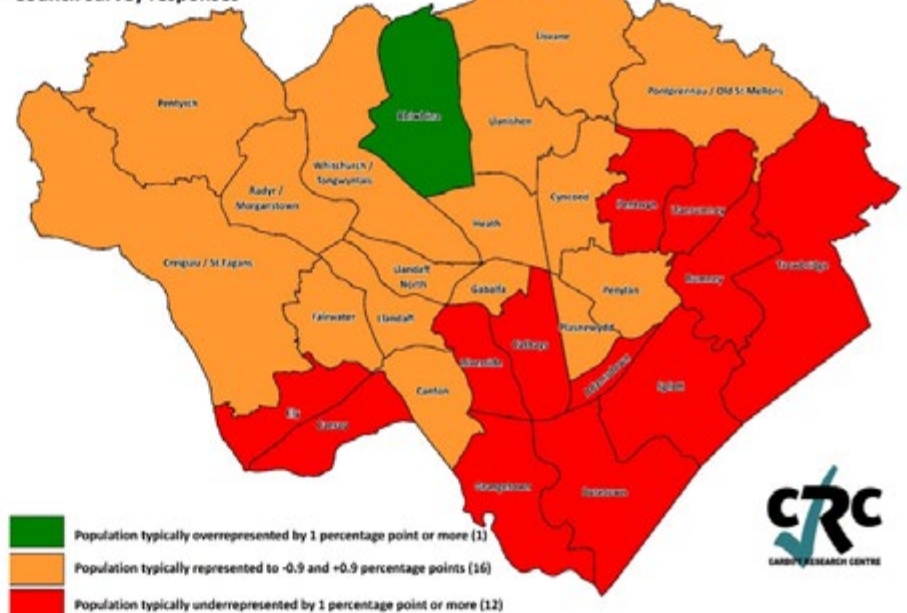 Council survey responses
Lisvane
Pentyrch
Pontprennau / Old St Mellons
Rhiwbina
Llanishen
Whitchurch /
Tongwynlais
Radyr /
Morganstown
Cyncoed
Pentwyn
Llanrumney
Heath
Creigiau / St Fagans
Llandaff
North
Gabalfa
Penylan
Rumney
Trowbridge
Fairwater
Llandaff
Plasnewydd
Cathays
Riverside
Adamsdown
Splott
Canton
Ely
Caerau
Grangetown
Butetown
CRC
CARDIFF RESEARCH CENTRE
Population typically overrepresented by 1 percentage point or more (1)
Population typically represented to -0.9 and +0.9 percentage points (16)
Population typically underrepresented by 1 percentage point or more (12)